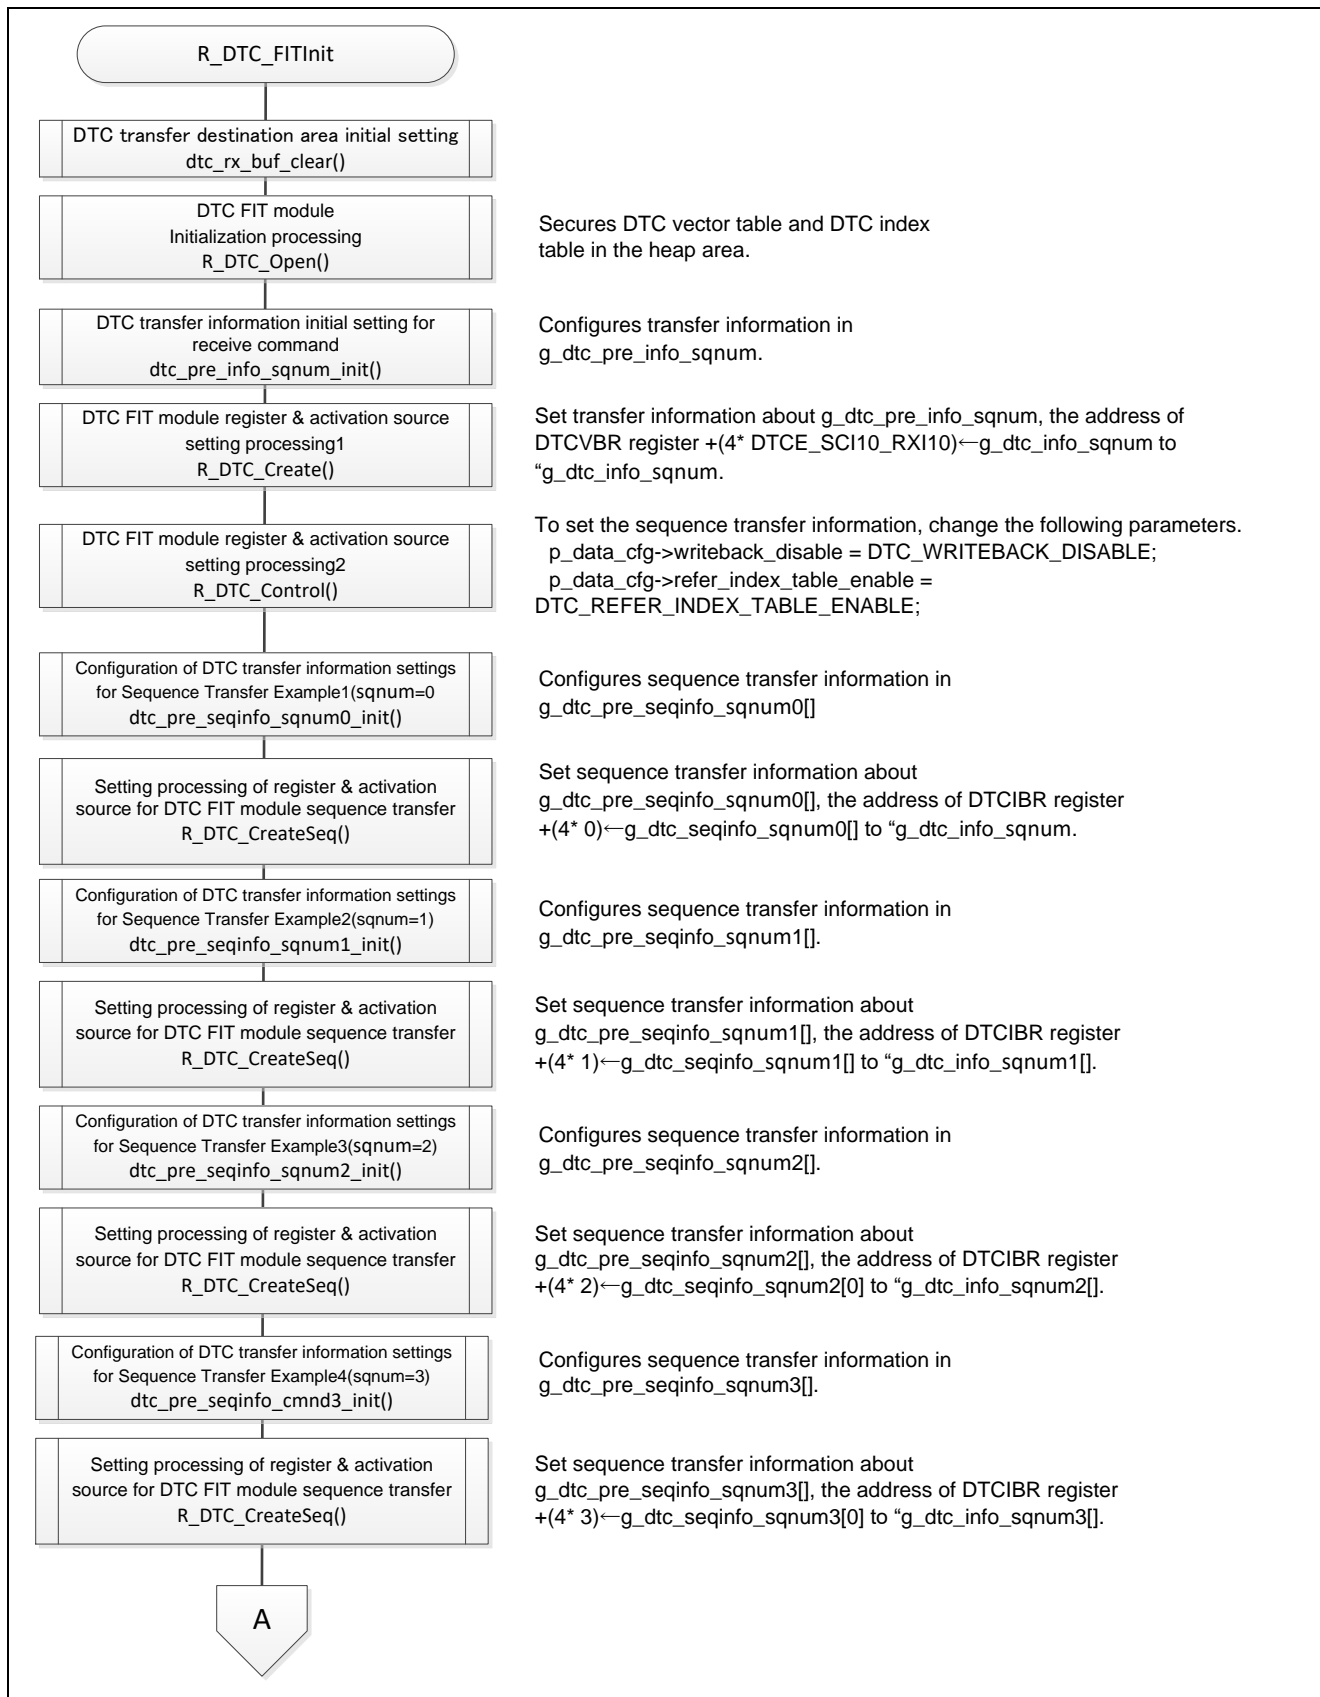 R_DTC_FITInit
DTC transfer destination area initial setting
dtc_rx_buf_clear()
DTC FIT module
Initialization processing
R_DTC_Open()
Secures DTC vector table and DTC index
table in the heap area.
DTC transfer information initial setting for
receive command
dtc_pre_info_sqnum_init()
Configures transfer information in
g_dtc_pre_info_sqnum.
DTC FIT module register & activation source
setting processing1
R_DTC_Create()
Set transfer information about g_dtc_pre_info_sqnum, the address of
DTCVBR register +(4* DTCE_SCI10_RXI10)←g_dtc_info_sqnum to
“g_dtc_info_sqnum.
DTC FIT module register & activation source
setting processing2
R_DTC_Control()
To set the sequence transfer information, change the following parameters.
p_data_cfg->writeback_disable = DTC_WRITEBACK_DISABLE;
p_data_cfg->refer_index_table_enable =
DTC_REFER_INDEX_TABLE_ENABLE;
Configuration of DTC transfer information settings
for Sequence Transfer Example1(sqnum=0
dtc_pre_seqinfo_sqnum0_init()
Configures sequence transfer information in
g_dtc_pre_seqinfo_sqnum0[]
Setting processing of register & activation
source for DTC FIT module sequence transfer
R_DTC_CreateSeq()
Set sequence transfer information about
g_dtc_pre_seqinfo_sqnum0[], the address of DTCIBR register
+(4* 0)←g_dtc_seqinfo_sqnum0[] to “g_dtc_info_sqnum.
Configuration of DTC transfer information settings
for Sequence Transfer Example2(sqnum=1)
dtc_pre_seqinfo_sqnum1_init()
Configures sequence transfer information in
g_dtc_pre_seqinfo_sqnum1[].
Setting processing of register & activation
source for DTC FIT module sequence transfer
R_DTC_CreateSeq()
Set sequence transfer information about
g_dtc_pre_seqinfo_sqnum1[], the address of DTCIBR register
+(4* 1)←g_dtc_seqinfo_sqnum1[] to “g_dtc_info_sqnum1[].
Configuration of DTC transfer information settings
for Sequence Transfer Example3(sqnum=2)
dtc_pre_seqinfo_sqnum2_init()
Configures sequence transfer information in
g_dtc_pre_seqinfo_sqnum2[].
Setting processing of register & activation
source for DTC FIT module sequence transfer
R_DTC_CreateSeq()
Set sequence transfer information about
g_dtc_pre_seqinfo_sqnum2[], the address of DTCIBR register
+(4* 2)←g_dtc_seqinfo_sqnum2[0] to “g_dtc_info_sqnum2[].
Configuration of DTC transfer information settings
for Sequence Transfer Example4(sqnum=3)
dtc_pre_seqinfo_cmnd3_init()
Configures sequence transfer information in
g_dtc_pre_seqinfo_sqnum3[].
Setting processing of register & activation
source for DTC FIT module sequence transfer
R_DTC_CreateSeq()
Set sequence transfer information about
g_dtc_pre_seqinfo_sqnum3[], the address of DTCIBR register
+(4* 3)←g_dtc_seqinfo_sqnum3[0] to “g_dtc_info_sqnum3[].
A